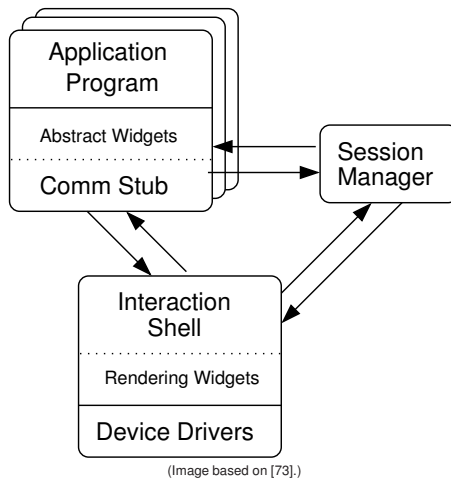 Application
Program
Abstract Widgets
Comm Stub
Session
Manager
Interaction
Shell
Rendering Widgets
Device Drivers
(Image based on [73].)